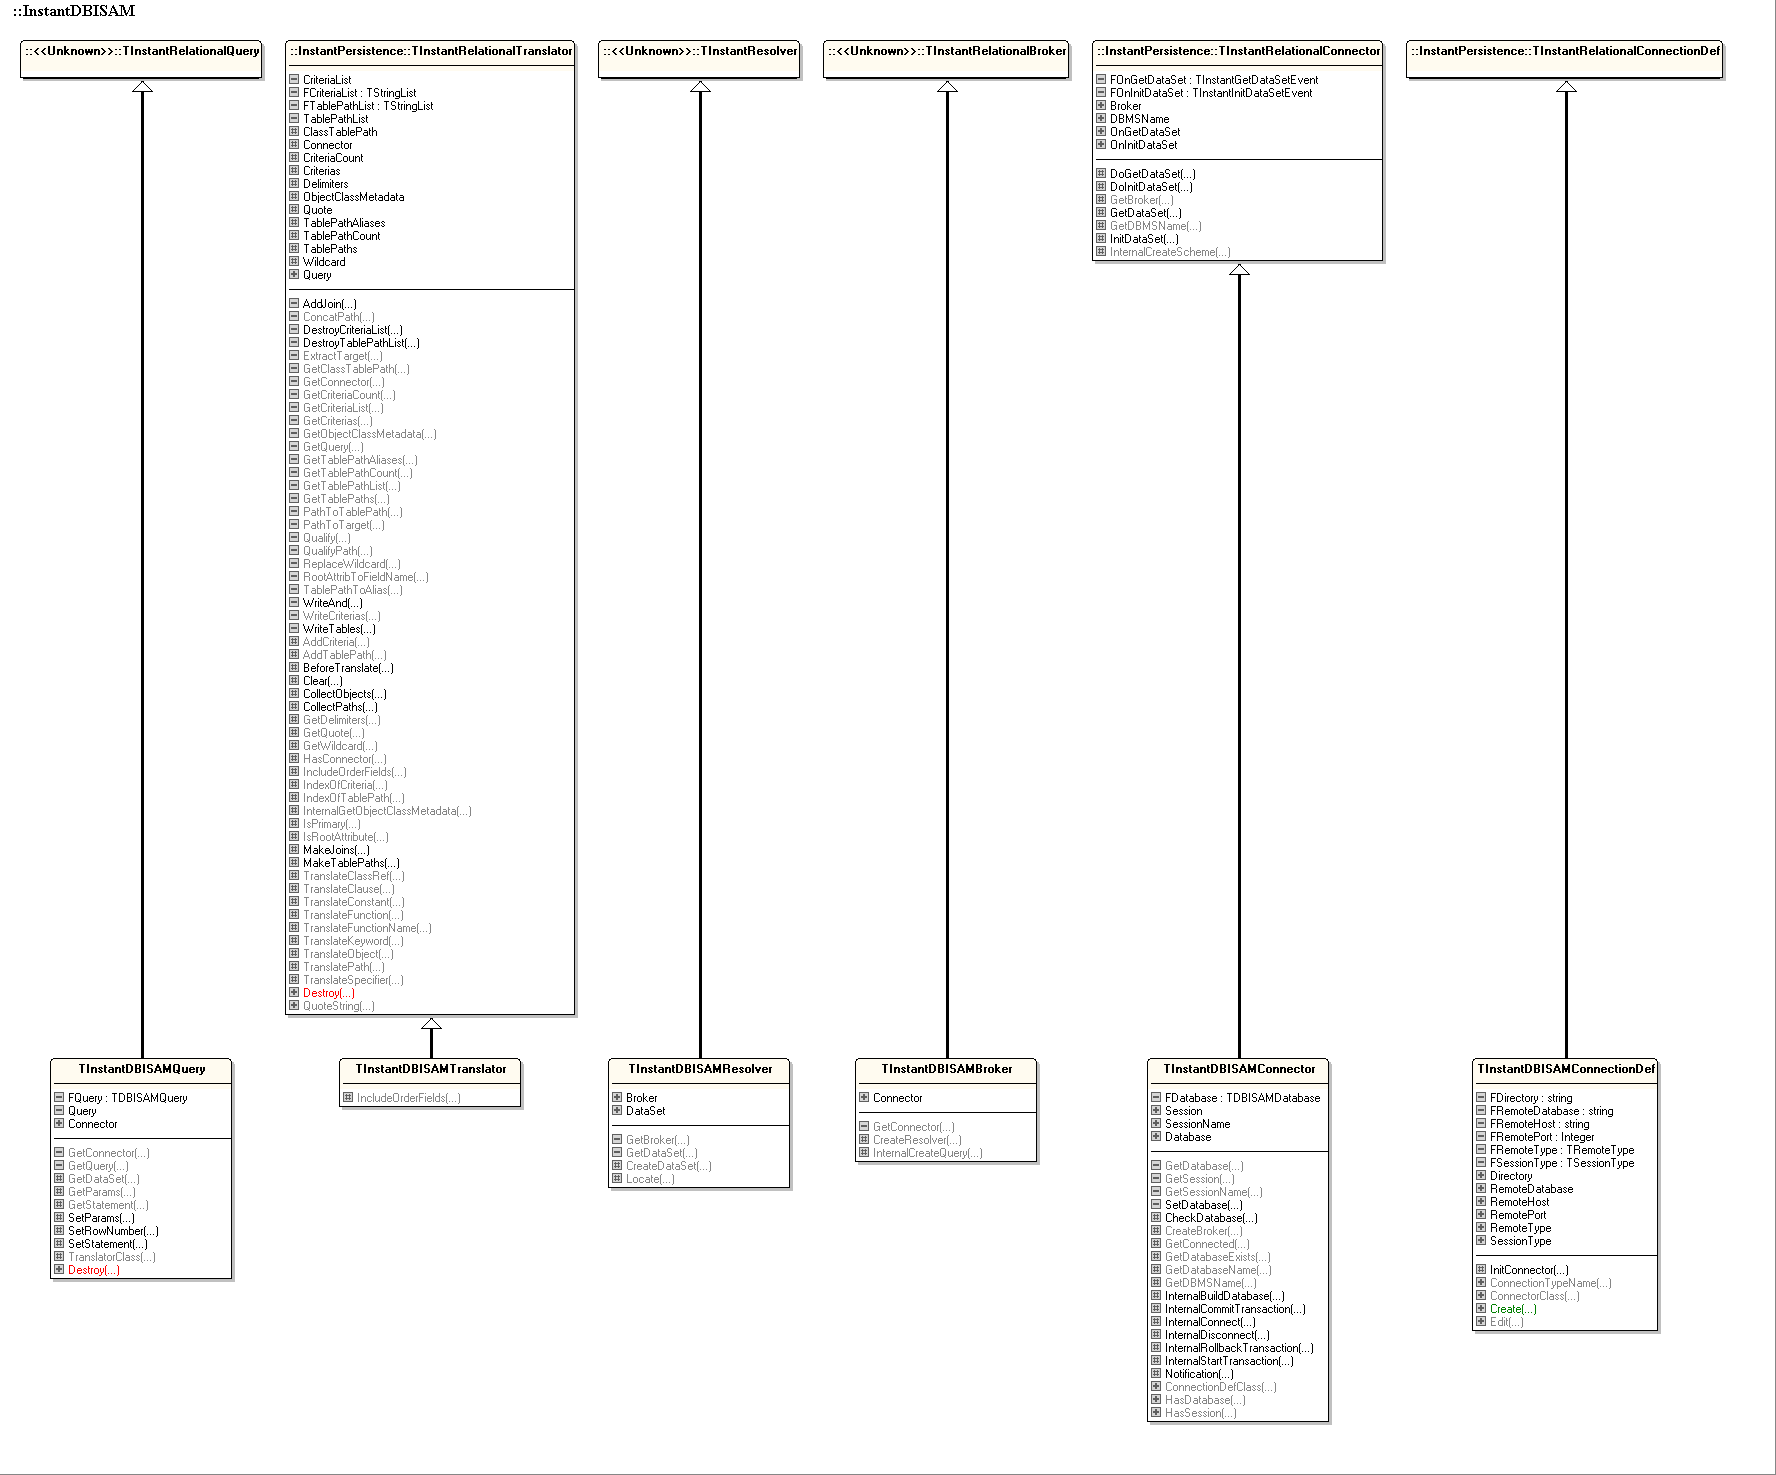 ::InstantDBISAM
::<<Unknown>>::TInstantRelationalQuery
::InstantPersistence::TInstantRelationalTranslator
CriteriaList
FCriteriaList : TStringList
FTablePathList : TStringList
TablePathList
ClassTablePath
Connector
CriteriaCount
Criterias
Delimiters
ObjectClassMetadata
Quote
TablePathAliases
TablePathCount
TablePaths
Wildcard
Query
AddJoin(...)
ConcatPath(...)
DestroyCriteriaList(...)
DestroyTablePathList(...)
ExtractTarget(...)
GetClassTablePath(...)
GetConnector(...)
GetCriteriaCount(...)
GetCriteriaList(...)
GetCriterias(...)
GetObjectClassMetadata(...)
GetQuery(...)
GetTablePathAliases(...)
GetTablePathCount(...)
GetTablePathList(...)
GetTablePaths(...)
PathToTablePath(...)
PathToTarget(...)
Qualify(...)
QualifyPath(...)
ReplaceWildcard(...)
RootAttribToFieldName(...)
TablePathToAlias(...)
WriteAnd(...)
WriteCriterias(...)
WriteTables(...)
AddCriteria(...)
AddTablePath(...)
BeforeTranslate(...)
Clear(...)
CollectObjects(...)
CollectPaths(...)
GetDelimiters(...)
GetQuote(...)
GetWildcard(...)
HasConnector(...)
IncludeOrderFields(...)
IndexOfCriteria(...)
IndexOfTablePath(...)
InternalGetObjectClassMetadata(...)
IsPrimary(...)
IsRootAttribute(...)
MakeJoins(...)
MakeTablePaths(...)
TranslateClassRef(...)
TranslateClause(...)
TranslateConstant(...)
TranslateFunction(...)
TranslateFunctionName(...)
TranslateKeyword(...)
TranslateObject(...)
TranslatePath(...)
TranslateSpecifier(...)
Destroy(...)
QuoteString(...)
::<<Unknown>>::TInstantResolver
::<<Unknown>>::TInstantRelationalBroker
::InstantPersistence::TInstantRelationalConnector
FOnGetDataSet : TInstantGetDataSetEvent
FOnInitDataSet : TInstantInitDataSetEvent
Broker
DBMSName
OnGetDataSet
OnInitDataSet
DoGetDataSet(...)
DoInitDataSet(...)
GetBroker(...)
GetDataSet(...)
GetDBMSName(...)
InitDataSet(...)
InternalCreateScheme(...)
::InstantPersistence::TInstantRelationalConnectionDef
TInstantDBISAMQuery
FQuery : TDBISAMQuery
Query
Connector
GetConnector(...)
GetQuery(...)
GetDataSet(...)
GetParams(...)
GetStatement(...)
SetParams(...)
SetRowNumber(...)
SetStatement(...)
TranslatorClass(...)
Destroy(...)
TInstantDBISAMTranslator
IncludeOrderFields(...)
TInstantDBISAMResolver
Broker
DataSet
GetBroker(...)
GetDataSet(...)
CreateDataSet(...)
Locate(...)
TInstantDBISAMBroker
Connector
GetConnector(...)
CreateResolver(...)
InternalCreateQuery(...)
TInstantDBISAMConnector
FDatabase : TDBISAMDatabase
Session
SessionName
Database
GetDatabase(...)
GetSession(...)
GetSessionName(...)
SetDatabase(...)
CheckDatabase(...)
CreateBroker(...)
GetConnected(...)
GetDatabaseExists(...)
GetDatabaseName(...)
GetDBMSName(...)
InternalBuildDatabase(...)
InternalCommitTransaction(...)
InternalConnect(...)
InternalDisconnect(...)
InternalRollbackTransaction(...)
InternalStartTransaction(...)
Notification(...)
ConnectionDefClass(...)
HasDatabase(...)
HasSession(...)
TInstantDBISAMConnectionDef
FDirectory : string
FRemoteDatabase : string
FRemoteHost : string
FRemotePort : Integer
FRemoteType : TRemoteType
FSessionType : TSessionType
Directory
RemoteDatabase
RemoteHost
RemotePort
RemoteType
SessionType
InitConnector(...)
ConnectionTypeName(...)
ConnectorClass(...)
Create(...)
Edit(...)